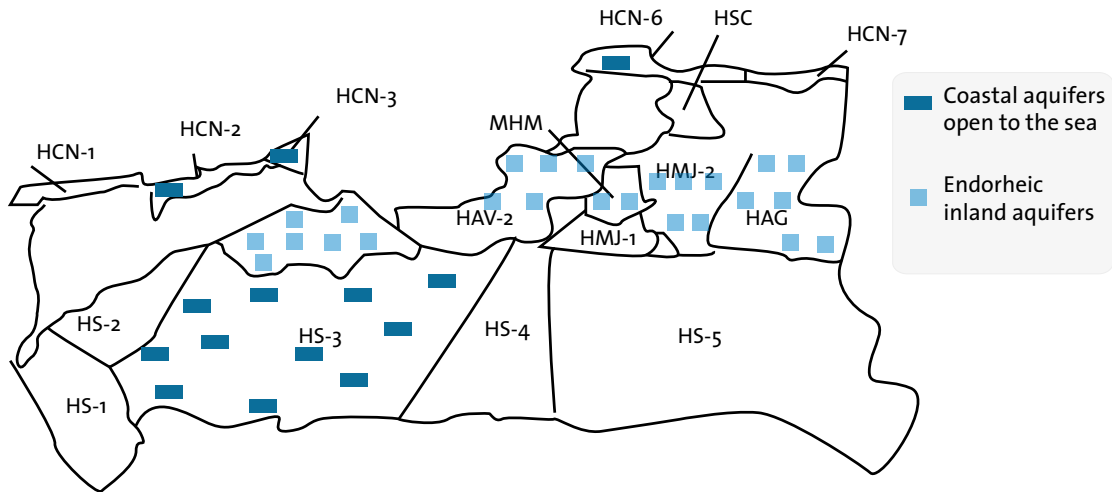 HCN-6
HSC
HCN-7
HCN-3
HCN-2
HCN-1
MHM
HMJ-2
HAV-2
HAG
HMJ-1
HS-2
HS-3
HS-4
HS-5
HS-1
Coastal aquifers
open to the sea
Endorheic
inland aquifers